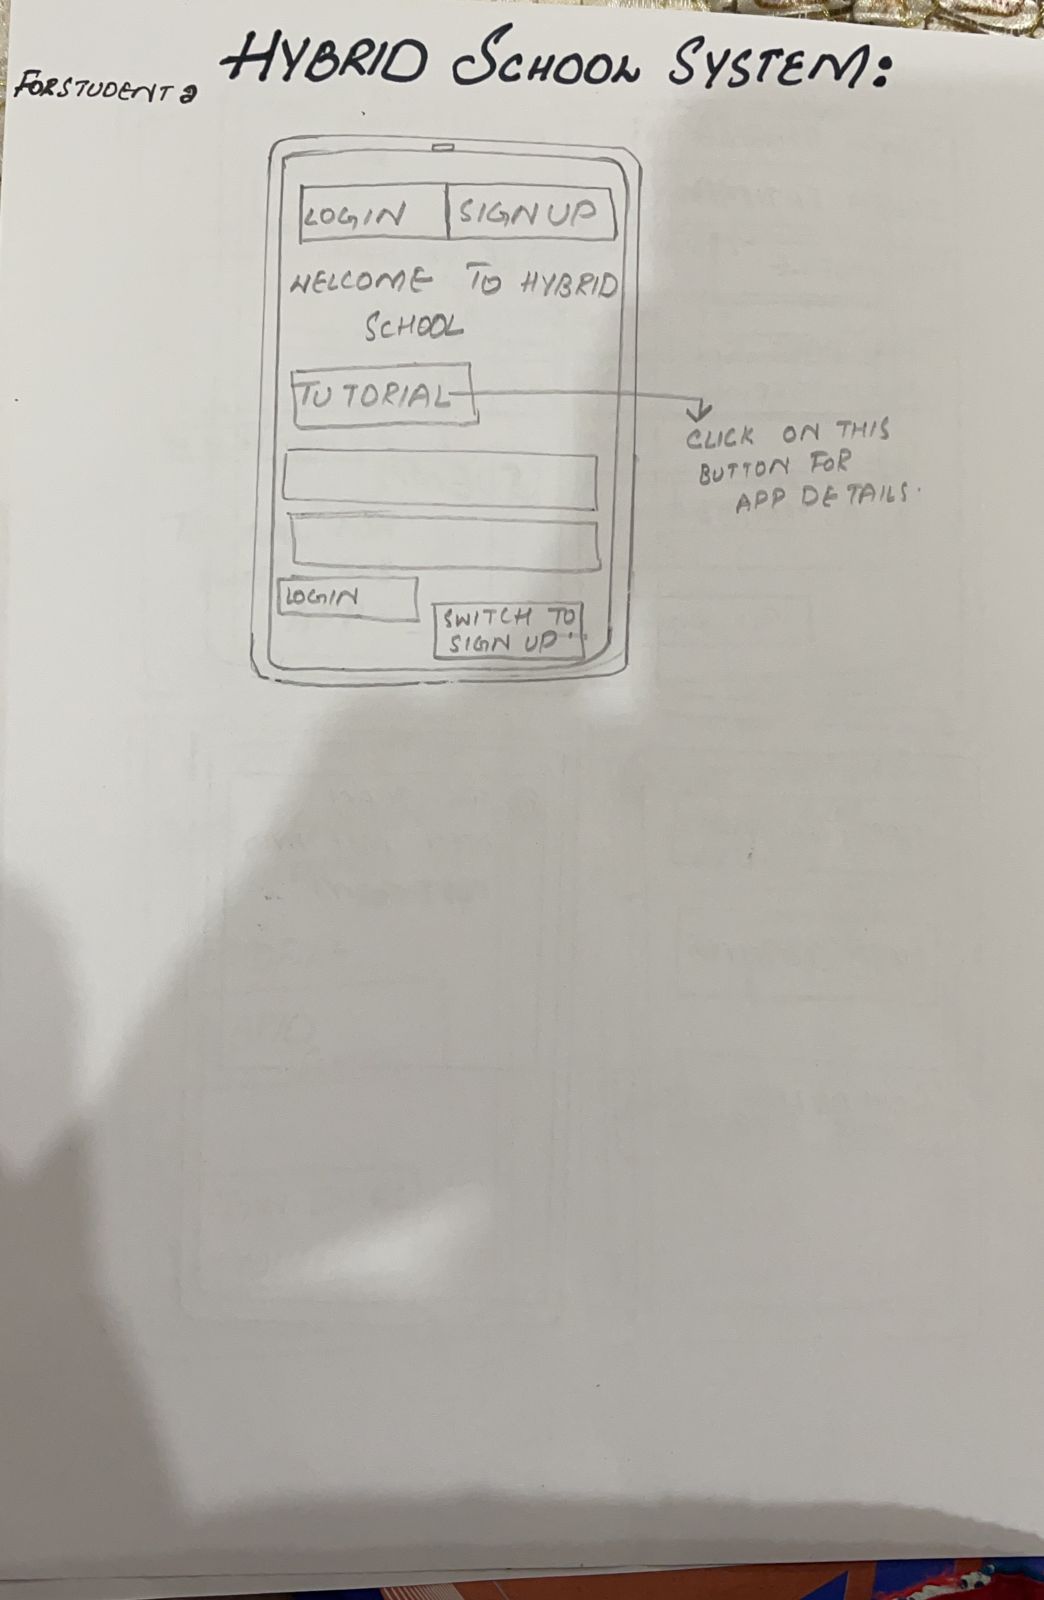 HYBRID SCHOOL SYSTEM:
FOR STUDENT
LOGIN SIGN UP
WELCOME TO HYBRID
SCHOOL
TUTORIAL
CLICK ON THIS
BUTTON FOR
APP DETAILS.
LOGIN
SWITCH TO
SIGN UP